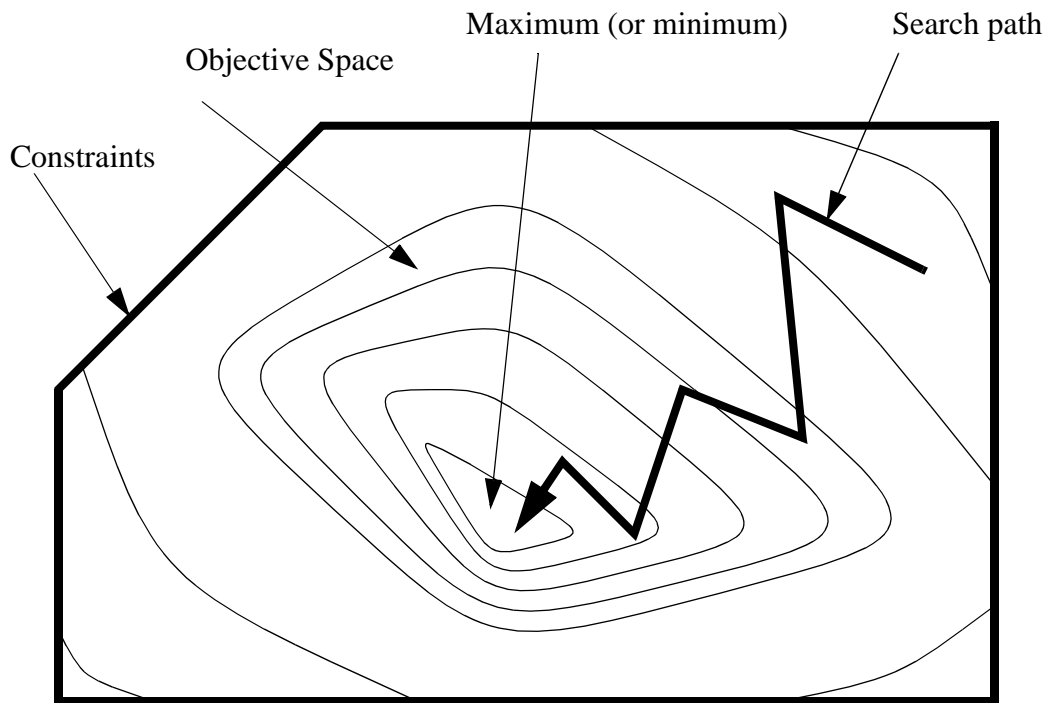 Maximum (or minimum)
Search path
Objective Space
Constraints